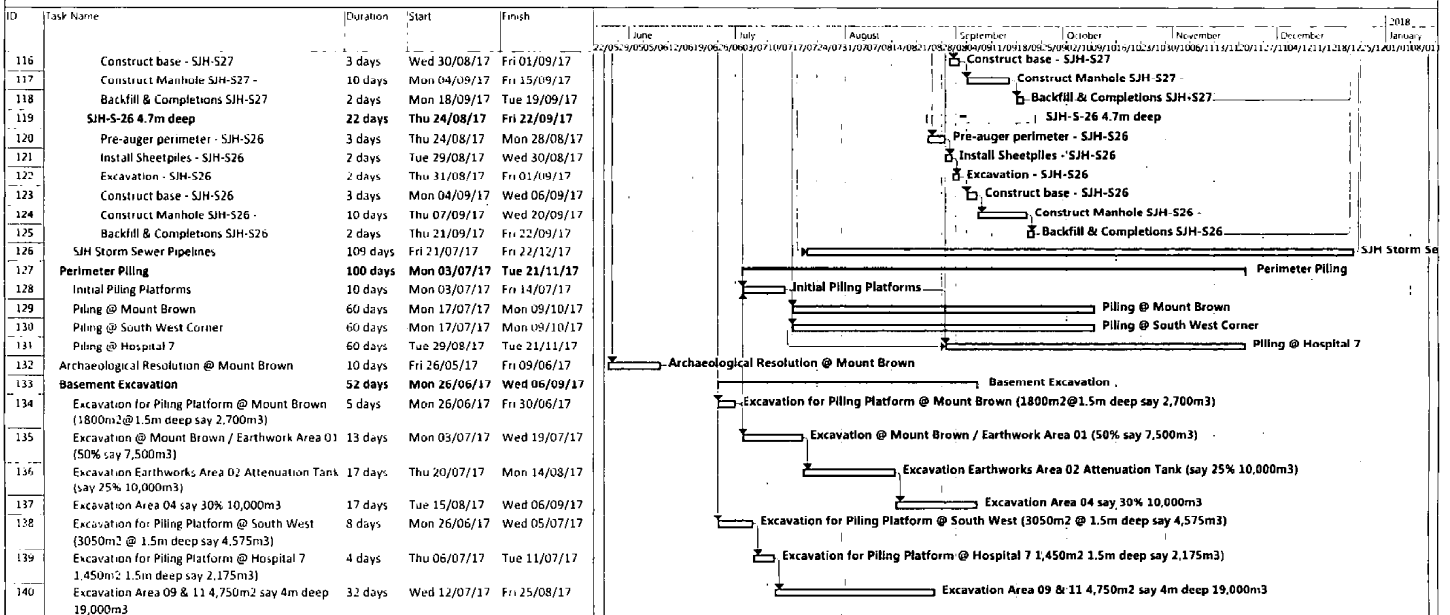 ID Task Name Duration Start Finish
2018
June July August September October November December January
116 Construct base - SJH-S27 3 days Wed 30/08/17 Fri 01/09/17 Construct base - SJH-S27
117 Construct Manhole SJH-S27 - 10 days Mon 04/09/17 Fri 15/09/17 Construct Manhole SJH-S27 -
118 Backfill & Completions SJH-S27 2 days Mon 18/09/17 Tue 19/09/17 Backfill & Completions SJH-S27
119 SJH-S-26 4.7m deep 22 days Thu 24/08/17 Fri 22/09/17 SJH-S-26 4.7m deep
120 Pre-auger perimeter - SJH-S26 3 days Thu 24/08/17 Mon 28/08/17 Pre-auger perimeter - SJH-S26
121 Install Sheetpiles - SJH-S26 2 days Tue 29/08/17 Wed 30/08/17 Install Sheetpiles - SJH-S26
122 Excavation - SJH-S26 2 days Thu 31/08/17 Fri 01/09/17 Excavation - SJH-S26
123 Construct base - SJH-S26 3 days Mon 04/09/17 Wed 06/09/17 Construct base - SJH-S26
124 Construct Manhole SJH-S26 - 10 days Thu 07/09/17 Wed 20/09/17 Construct Manhole SJH-S26 -
125 Backfill & Completions SJH-S26 2 days Thu 21/09/17 Fri 22/09/17 Backfill & Completions SJH-S26
126 SJH Storm Sewer Pipelines 109 days Fri 21/07/17 Fri 22/12/17 SJH Storm Se
127 Perimeter Piling 100 days Mon 03/07/17 Tue 21/11/17 Perimeter Piling
128 Initial Piling Platforms 10 days Mon 03/07/17 Fri 14/07/17 Initial Piling Platforms
129 Piling @ Mount Brown 60 days Mon 17/07/17 Mon 09/10/17 Piling @ Mount Brown
130 Piling @ South West Corner 60 days Mon 17/07/17 Mon 09/10/17 Piling @ South West Corner
131 Piling @ Hospital 7 60 days Tue 29/08/17 Tue 21/11/17 Piling @ Hospital 7
132 Archaeological Resolution @ Mount Brown 10 days Fri 26/05/17 Fri 09/06/17 Archaeological Resolution @ Mount Brown
133 Basement Excavation 52 days Mon 26/06/17 Wed 06/09/17 Basement Excavation
134 Excavation for Piling Platform @ Mount Brown 5 days Mon 26/06/17 Fri 30/06/17 Excavation for Piling Platform @ Mount Brown (1800m2@1.5m deep say 2,700m3)
(1800m2@1.5m deep say 2,700m3)
135 Excavation @ Mount Brown / Earthwork Area 01 13 days Mon 03/07/17 Wed 19/07/17 Excavation @ Mount Brown / Earthwork Area 01 (50% say 7,500m3)
(50% say 7,500m3)
136 Excavation Earthworks Area 02 Attenuation Tank 17 days Thu 20/07/17 Mon 14/08/17 Excavation Earthworks Area 02 Attenuation Tank (say 25% 10,000m3)
(say 25% 10,000m3)
137 Excavation Area 04 say 30% 10,000m3 17 days Tue 15/08/17 Wed 06/09/17 Excavation Area 04 say 30% 10,000m3
138 Excavation for Piling Platform @ South West 8 days Mon 26/06/17 Wed 05/07/17 Excavation for Piling Platform @ South West (3050m2 @ 1.5m deep say 4,575m3)
(3050m2 @ 1.5m deep say 4,575m3)
139 Excavation for Piling Platform @ Hospital 7 4 days Thu 06/07/17 Tue 11/07/17 Excavation for Piling Platform @ Hospital 7 1,450m2 1.5m deep say 2,175m3)
1,450m2 1.5m deep say 2,175m3)
140 Excavation Area 09 & 11 4,750m2 say 4m deep 32 days Wed 12/07/17 Fri 25/08/17 Excavation Area 09 & 11 4,750m2 say 4m deep 19,000m3
19,000m3